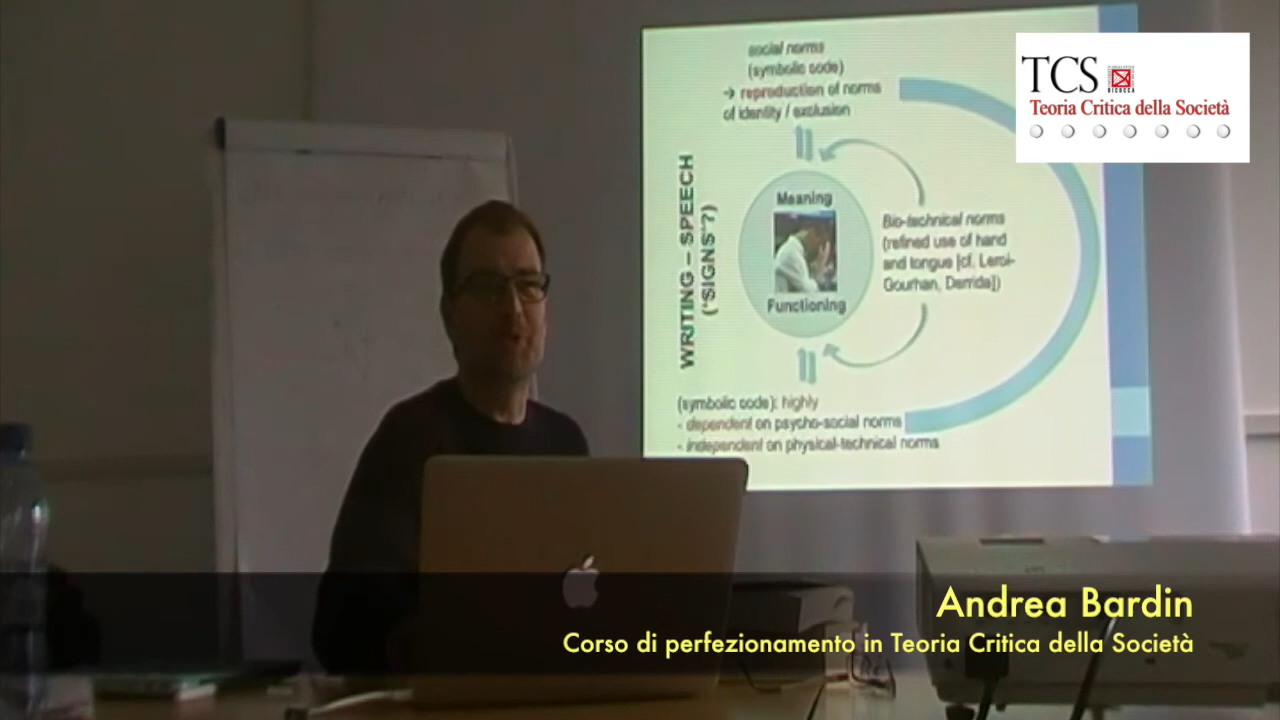 social norms
(symbolic code)
→ reproduction of norms
of identity / exclusion
WRITING – SPEECH
('SIGNS'?)
Meaning
Functioning
Bio-technical norms
(refined use of hand
and tongue [cf. Leroi-
Gourhan, Derrida])
(symbolic code): highly
- dependent on psycho-social norms
- independent on physical-technical norms
TCS
BICOCCA
Teoria Critica della Società
Andrea Bardin
Corso di perfezionamento in Teoria Critica della Società